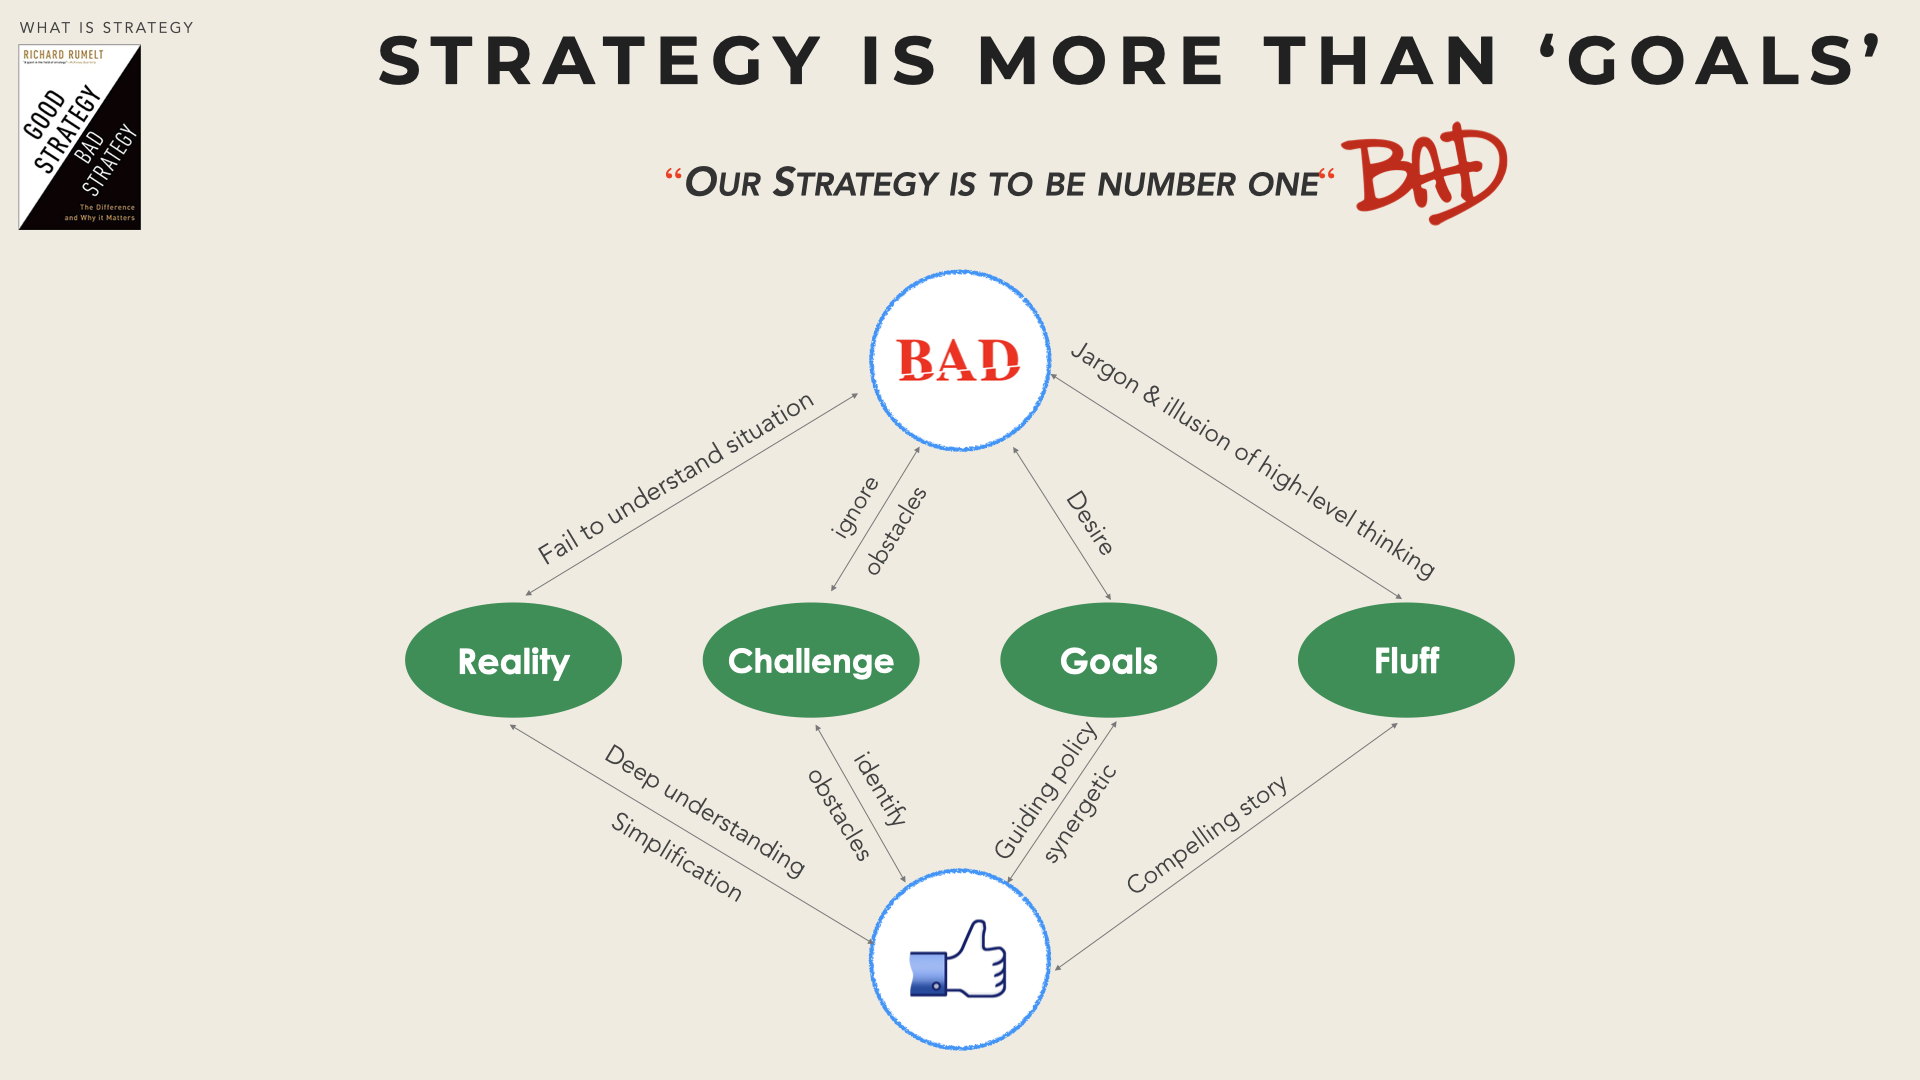 WHAT IS STRATEGY
RICHARD RUMELT
GOOD
STRATEGY
BAD
STRATEGY
The Difference
and Why it Matters
STRATEGY IS MORE THAN ‘GOALS’
“OUR STRATEGY IS TO BE NUMBER ONE“ BAD
BAD
Fail to understand situation
ignore
obstacles
Desire
Jargon & illusion of high-level thinking
Reality
Challenge
Goals
Fluff
Deep understanding
Simplification
identify
obstacles
Guiding policy
synergetic
Compelling story